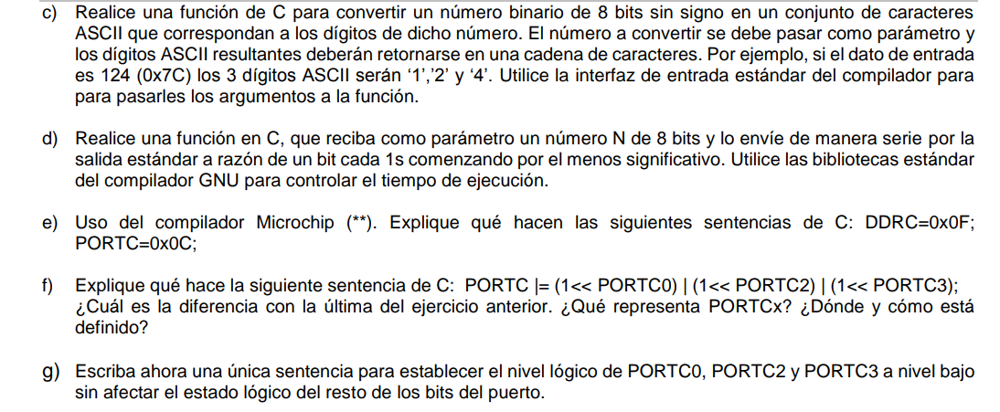 c) Realice una función de C para convertir un número binario de 8 bits sin signo en un conjunto de caracteres
ASCII que correspondan a los dígitos de dicho número. El número a convertir se debe pasar como parámetro y
los dígitos ASCII resultantes deberán retornarse en una cadena de caracteres. Por ejemplo, si el dato de entrada
es 124 (0x7C) los 3 dígitos ASCII serán ‘1’,’2’ y ‘4’. Utilice la interfaz de entrada estándar del compilador para
para pasarles los argumentos a la función.
d) Realice una función en C, que reciba como parámetro un número N de 8 bits y lo envíe de manera serie por la
salida estándar a razón de un bit cada 1s comenzando por el menos significativo. Utilice las bibliotecas estándar
del compilador GNU para controlar el tiempo de ejecución.
e) Uso del compilador Microchip (**). Explique qué hacen las siguientes sentencias de C: DDRC=0x0F;
PORTC=0x0C;
f) Explique qué hace la siguiente sentencia de C: PORTC |= (1<< PORTC0) | (1<< PORTC2) | (1<< PORTC3);
¿Cuál es la diferencia con la última del ejercicio anterior. ¿Qué representa PORTCx? ¿Dónde y cómo está
definido?
g) Escriba ahora una única sentencia para establecer el nivel lógico de PORTC0, PORTC2 y PORTC3 a nivel bajo
sin afectar el estado lógico del resto de los bits del puerto.